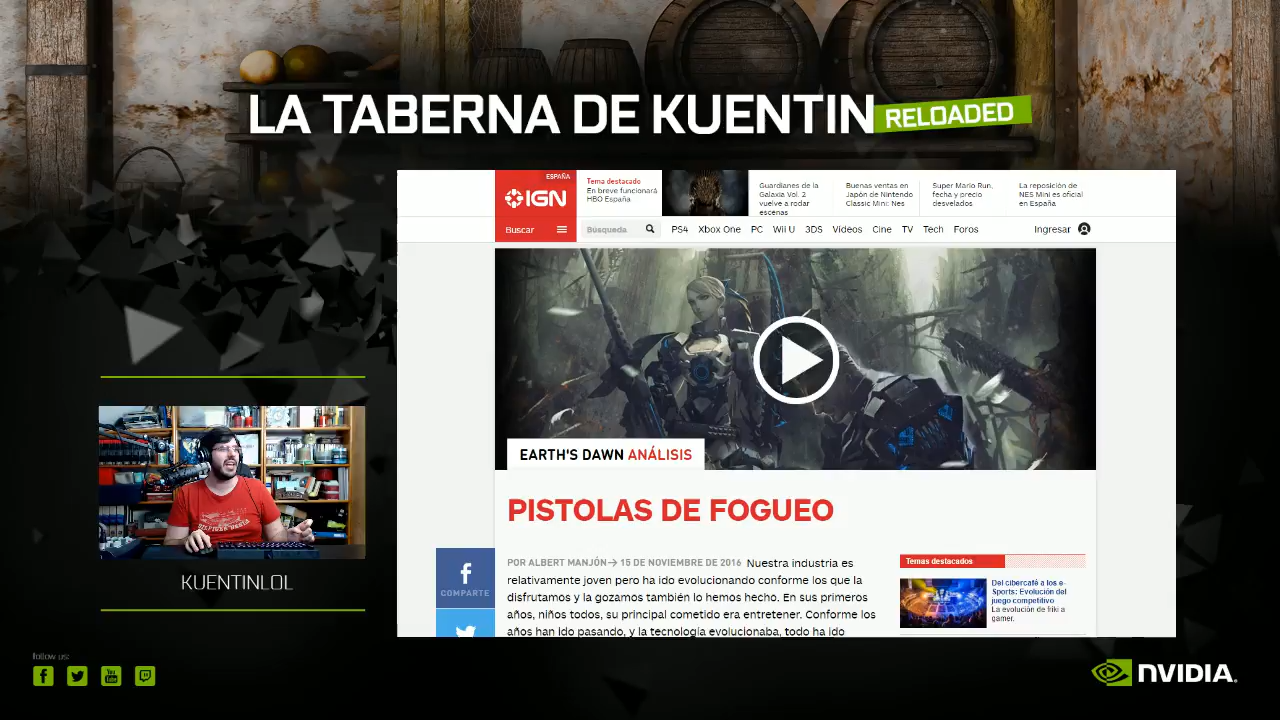 LA TABERNA DE KUENTIN RELOADED
ESPAÑA
IGN
Tema destacado
En breve funcionará
HBO España
Guardianes de la
Galaxia Vol. 2
vuelve a rodar
escenas
Buenas ventas en
Japón de Nintendo
Classic Mini: Nes
Super Mario Run,
fecha y precio
desvelados
La reposición de
NES Mini es oficial
en España
Buscar
Búsqueda
PS4 Xbox One PC Wii U 3DS Vídeos Cine TV Tech Foros
Ingresar
EARTH'S DAWN ANÁLISIS
PISTOLAS DE FOGUEO
COMPARTE
POR ALBERT MANJÓN → 15 DE NOVIEMBRE DE 2016 Nuestra industria es
relativamente joven pero ha ido evolucionando conforme los que la
disfrutamos y la gozamos también lo hemos hecho. En sus primeros
años, niños todos, su principal cometido era entretener. Conforme los
años han ido pasando, y la tecnología evolucionaba, todo ha ido
Temas destacados
Del cibercafé a los e-
Sports: Evolución del
juego competitivo
La evolución de friki a
gamer.
KUENTINLOL
follow us:
You
Tube
NVIDIA.